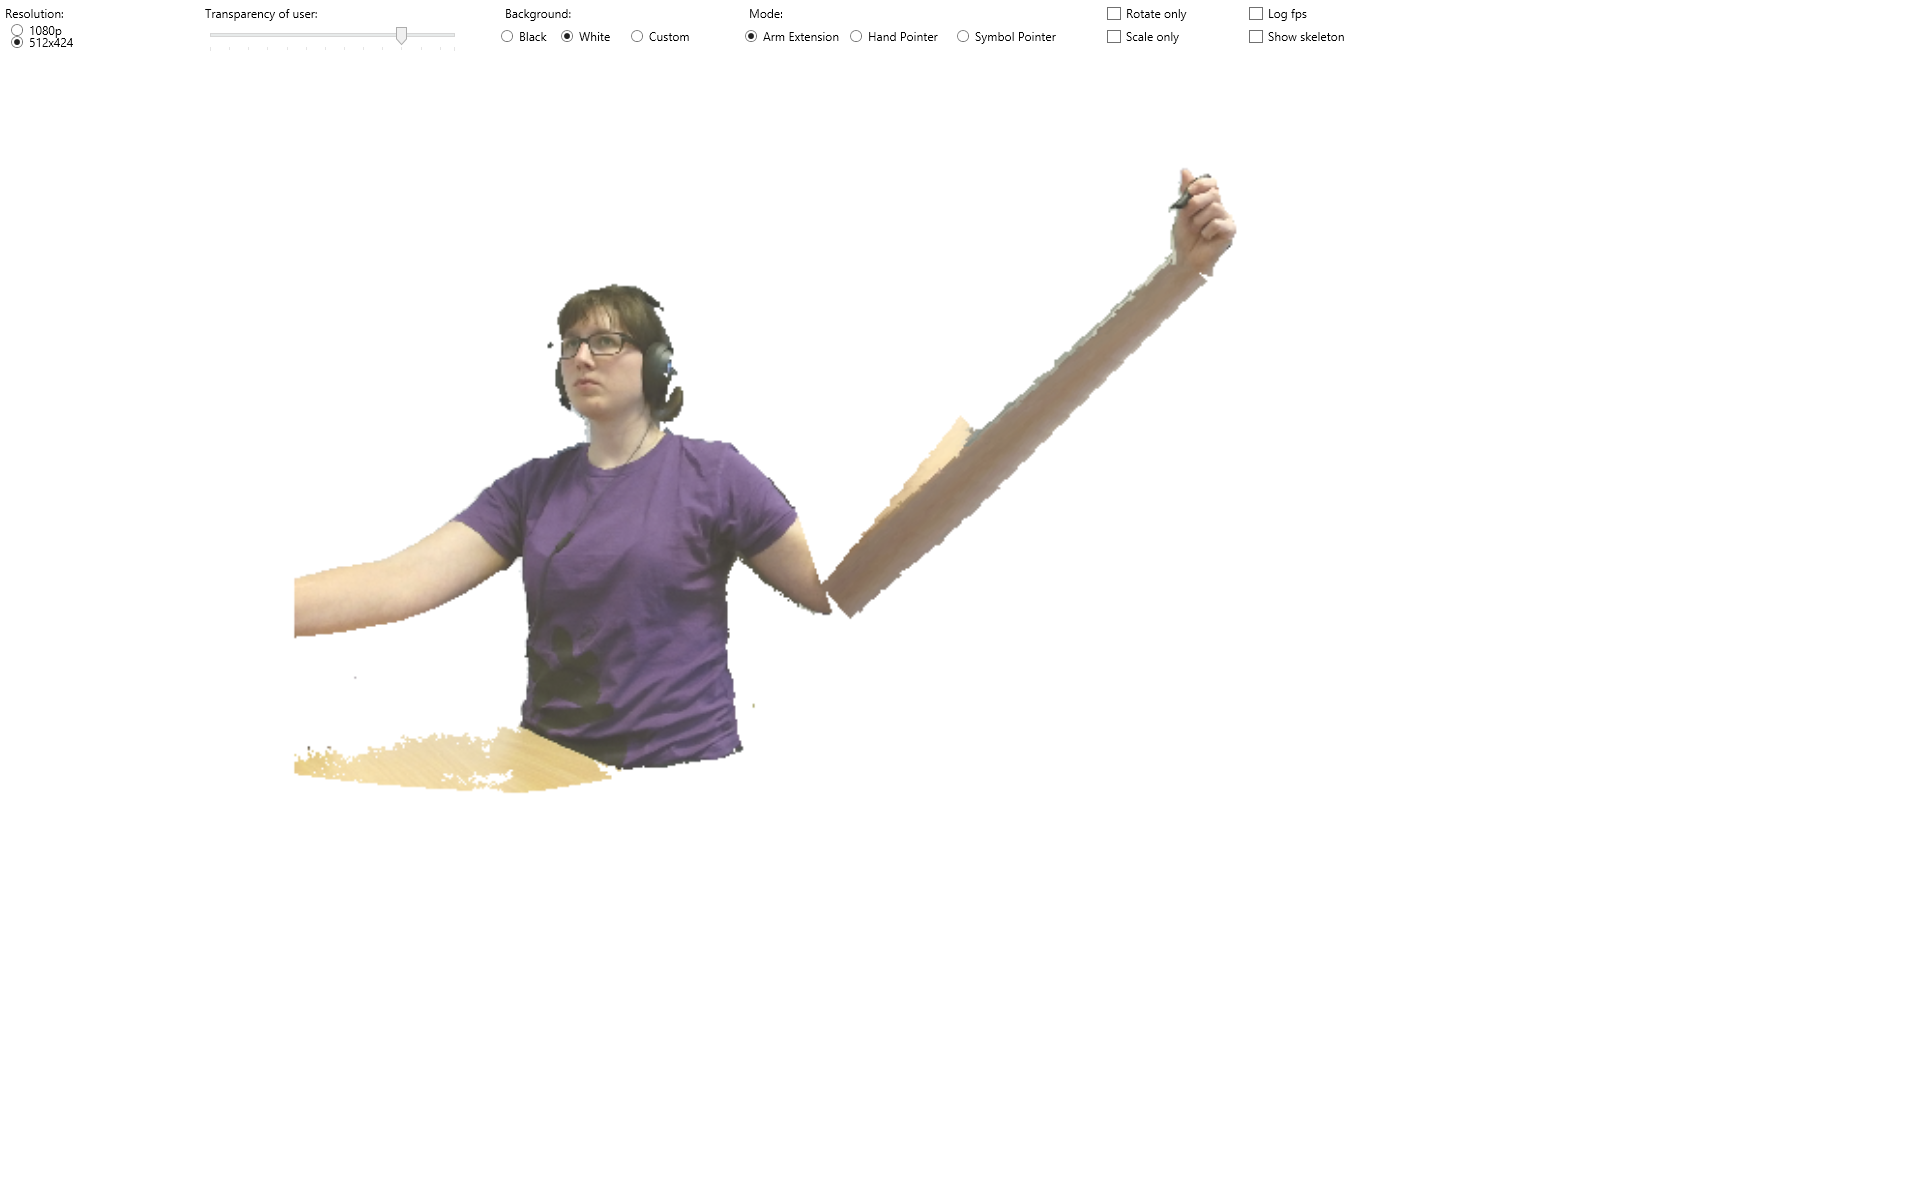 Resolution:
1080p
512x424
Transparency of user:
Background:
Black White Custom
Mode:
Arm Extension Hand Pointer Symbol Pointer
Rotate only
Scale only
Log fps
Show skeleton